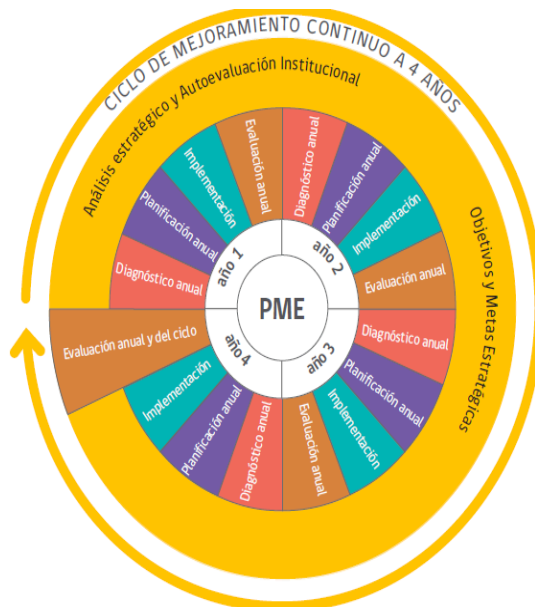 CICLO DE MEJORAMIENTO CONTINUO A 4 AÑOS
Análisis estratégico y Autoevaluación Institucional
Objetivos y Metas Estratégicas
PME
año 1
Diagnóstico anual
Planificación anual
Implementación
Evaluación anual
año 2
Diagnóstico anual
Planificación anual
Implementación
Evaluación anual
año 3
Diagnóstico anual
Planificación anual
Implementación
Evaluación anual
año 4
Diagnóstico anual
Planificación anual
Implementación
Evaluación anual y del ciclo